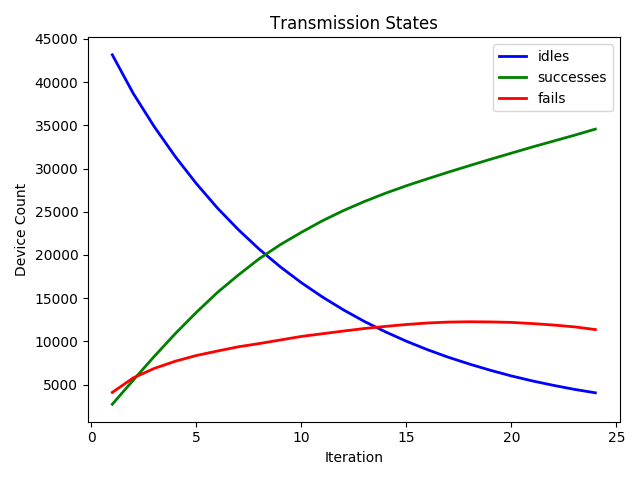 Transmission States
45000
40000
35000
30000
25000
20000
15000
10000
5000
Device Count
idles
successes
fails
0 5 10 15 20 25
Iteration